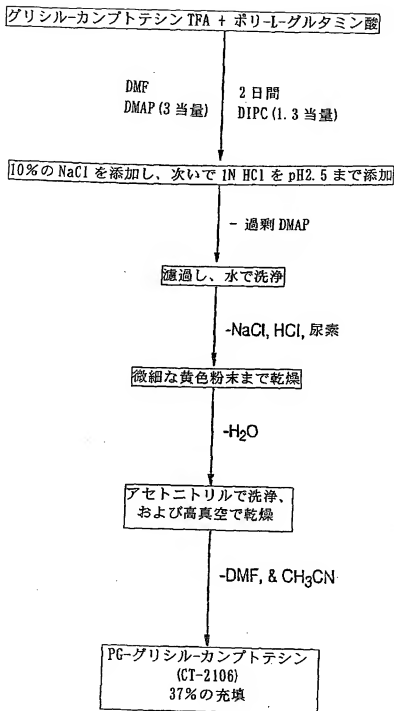 グリシル-カンプトテシン TFA + ポリ-L-グルタミン酸
DMF
DMAP(3 当量)
2 日間
DIPC(1.3 当量)
10%の NaCl を添加し、次いで 1N HCl を pH2.5 まで添加
- 過剰 DMAP
濾過し、水で洗浄
-NaCl, HCl, 尿素
微細な黄色粉末まで乾燥
-H₂O
アセトニトリルで洗浄、
および高真空で乾燥
-DMF, & CH₃CN
PG-グリシル-カンプトテシン
(CT-2106)
37%の充填